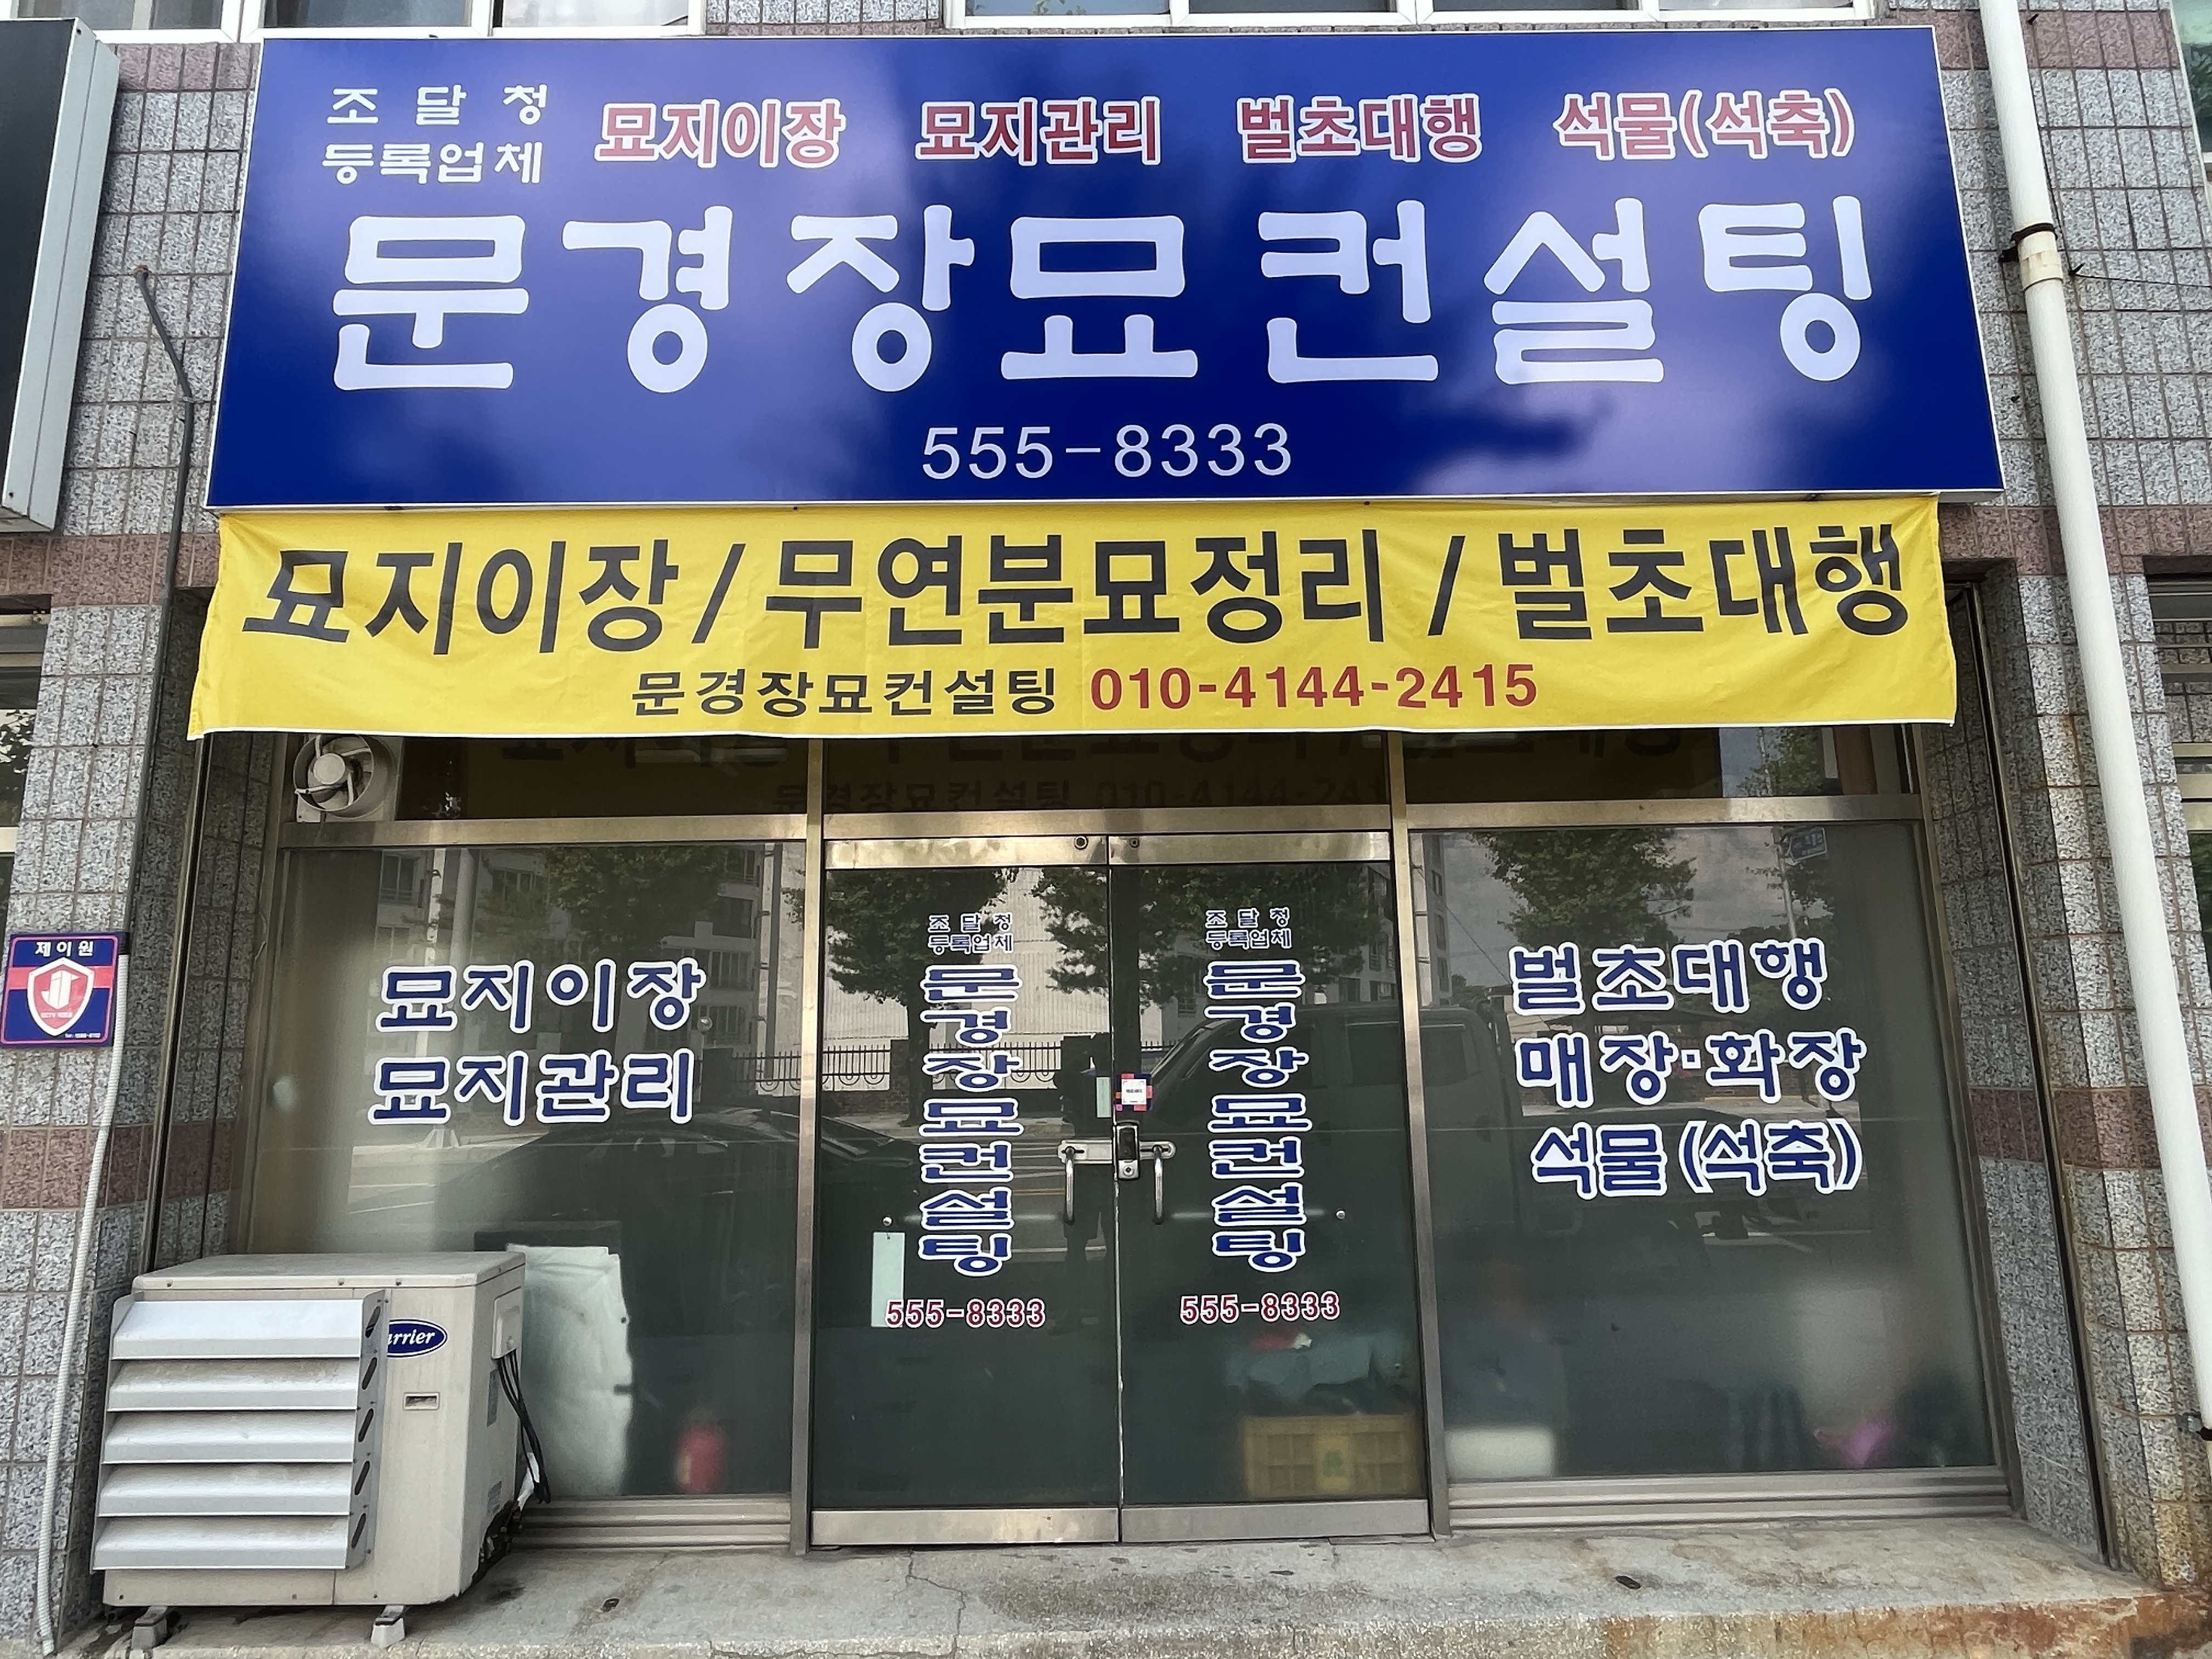 조달청
등록업체
묘지이장 묘지관리 벌초대행 석물(석축)
문경장묘컨설팅
555-8333
묘지이장/무연분묘정리/벌초대행
문경장묘컨설팅 010-4144-2415
제이원
묘지이장
묘지관리
조달청
등록업체
문경장묘컨설팅
555-8333
조달청
등록업체
문경장묘컨설팅
555-8333
벌초대행
매장·화장
석물(석축)